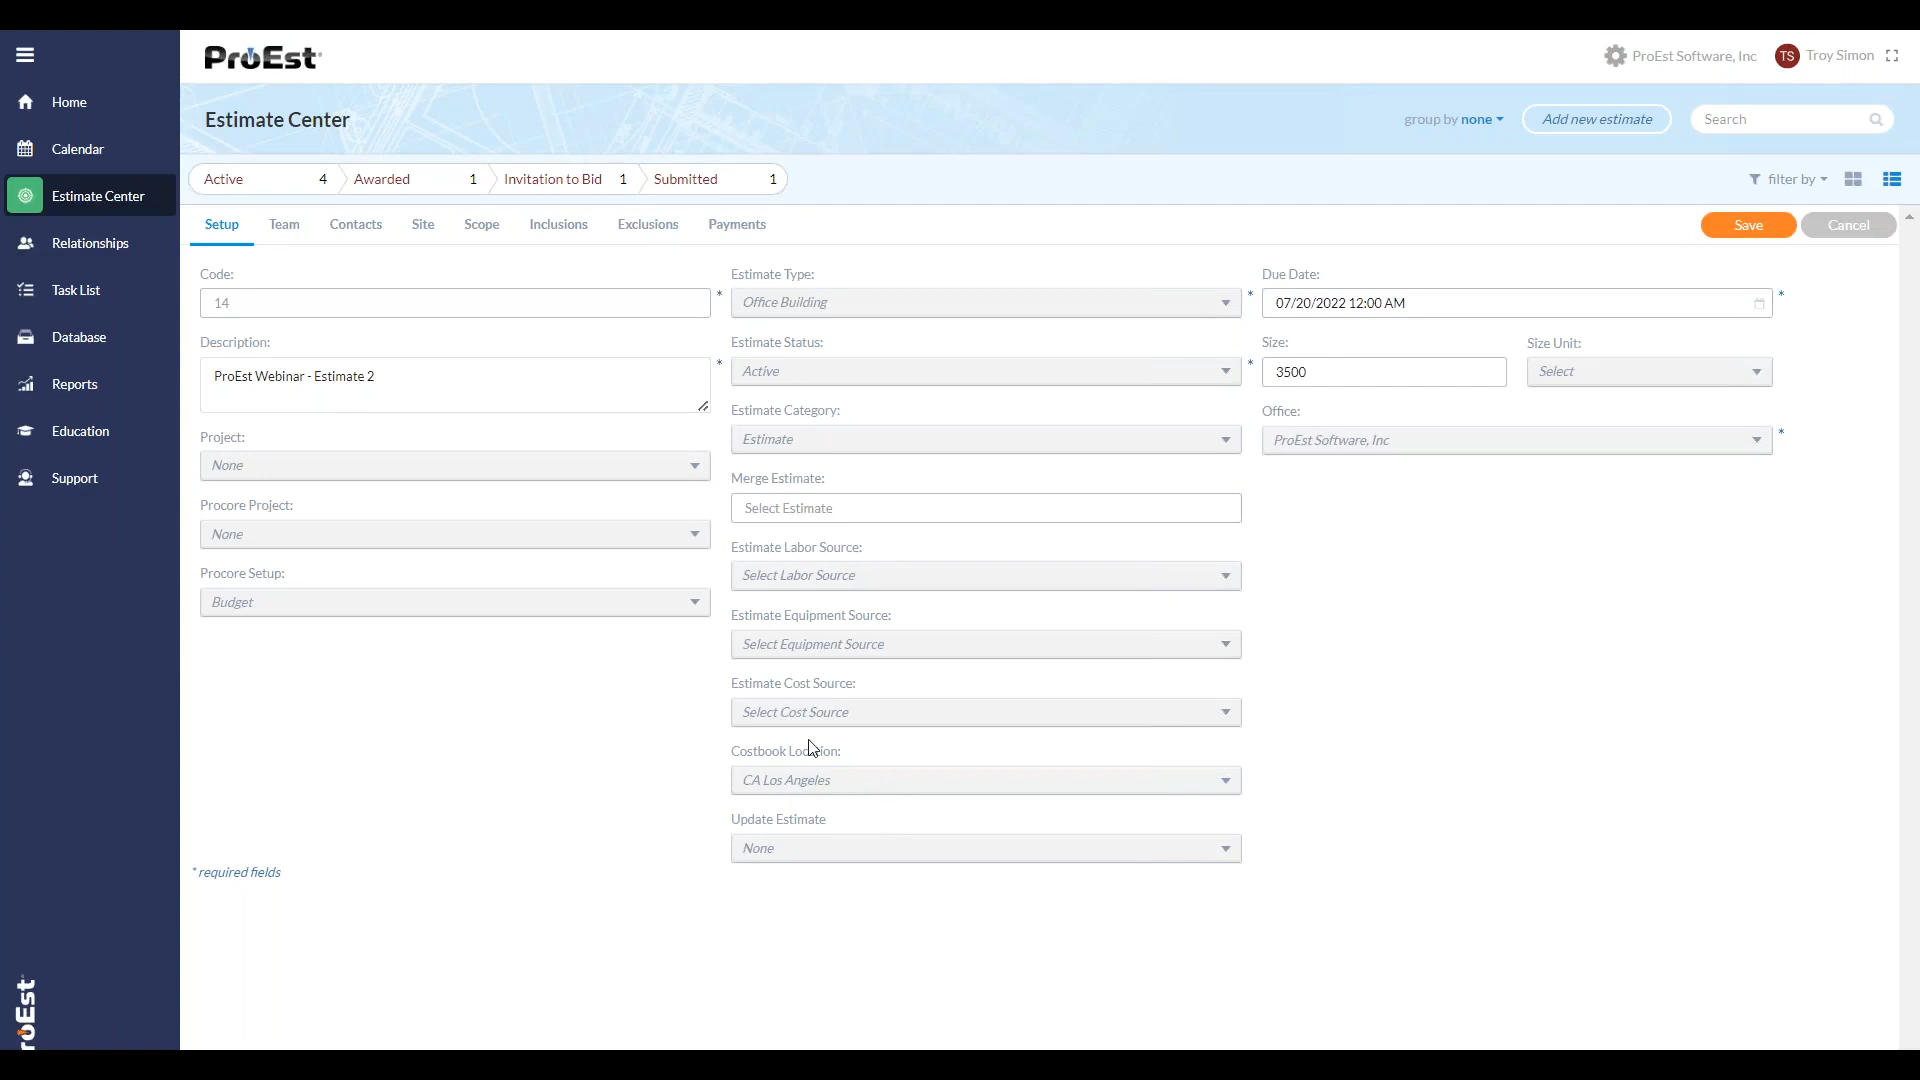 ProEst
ProEst Software, Inc
TS
Troy Simon
Home
Calendar
Estimate Center
Relationships
Task List
Database
Reports
Education
Support
Estimate Center
group by none
Add new estimate
Search
Active 4
Awarded 1
Invitation to Bid 1
Submitted 1
filter by
Setup
Team
Contacts
Site
Scope
Inclusions
Exclusions
Payments
Save
Cancel
Code:
14
*
Description:
ProEst Webinar - Estimate 2
*
Project:
None
Procore Project:
None
Procore Setup:
Budget
Estimate Type:
Office Building
*
Estimate Status:
Active
*
Estimate Category:
Estimate
Merge Estimate:
Select Estimate
Estimate Labor Source:
Select Labor Source
Estimate Equipment Source:
Select Equipment Source
Estimate Cost Source:
Select Cost Source
Costbook Location:
CA Los Angeles
Update Estimate
None
Due Date:
07/20/2022 12:00 AM
*
Size:
3500
Size Unit:
Select
Office:
ProEst Software, Inc
*
* required fields
roEst